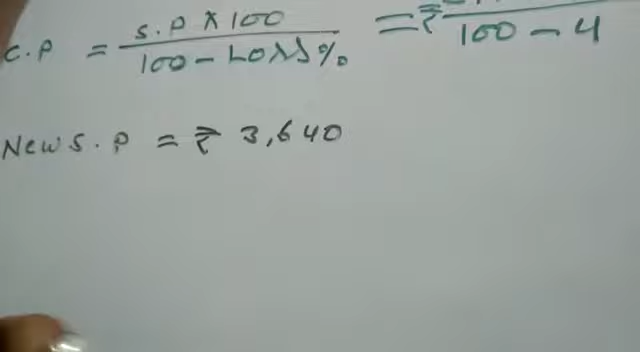 C.P = S.P × 100 / 100 - Loss% = ₹ / 100 - 4
New S.P = ₹ 3,640